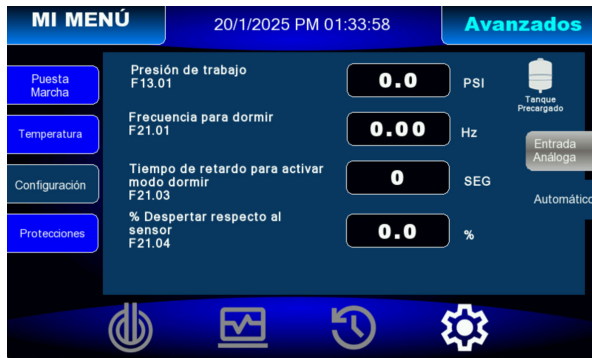 MI MENÚ
20/1/2025 PM 01:33:58
Avanzados
Puesta
Marcha
Temperatura
Configuración
Protecciones
Presión de trabajo
F13.01
0.0
PSI
Frecuencia para dormir
F21.01
0.00
Hz
Tiempo de retardo para activar
modo dormir
F21.03
0
SEG
% Despertar respecto al
sensor
F21.04
0.0
%
Tanque
Precargado
Entrada
Análoga
Automático